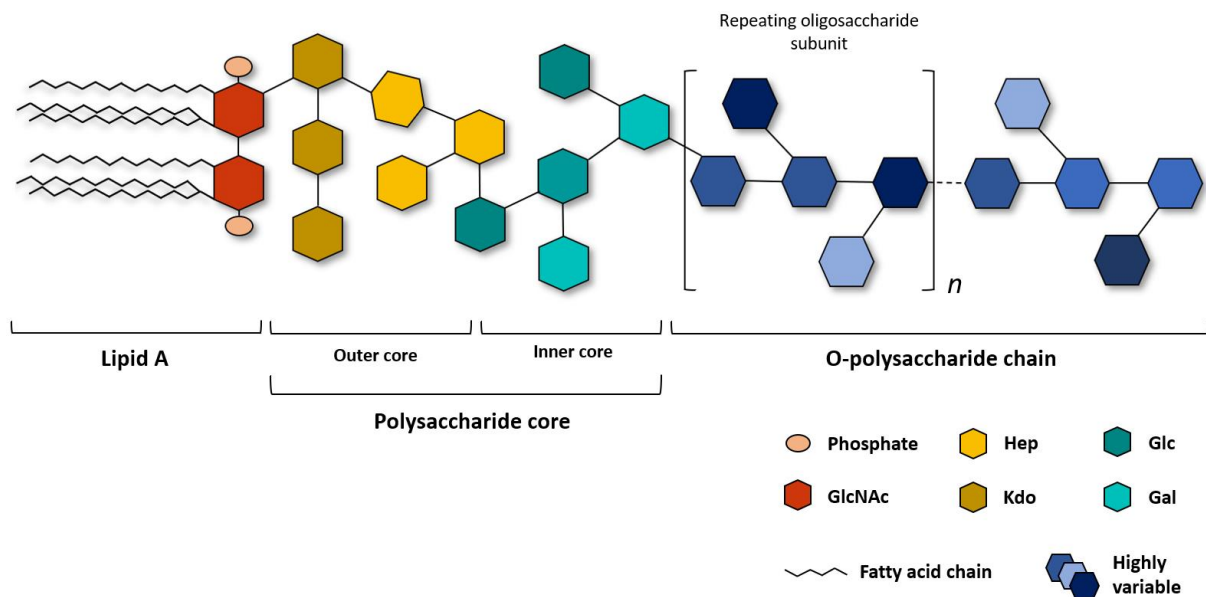 Repeating oligosaccharide
subunit
n
Lipid A
Outer core
Inner core
O-polysaccharide chain
Polysaccharide core
Phosphate
Hep
Glc
GlcNAc
Kdo
Gal
Fatty acid chain
Highly
variable